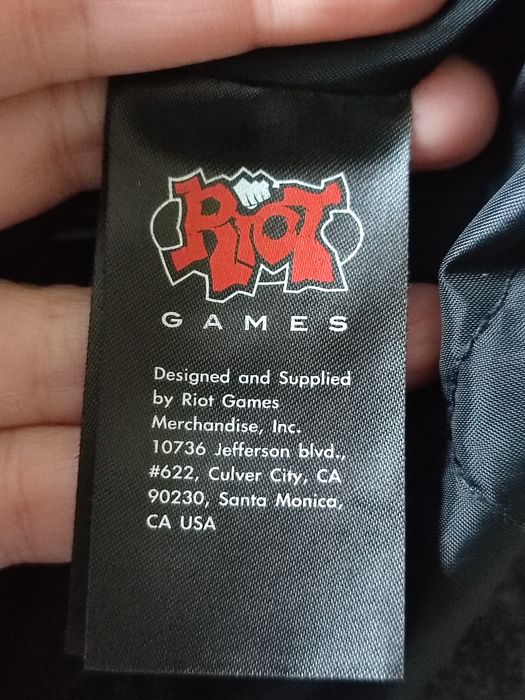 RIOT
GAMES
Designed and Supplied
by Riot Games
Merchandise, Inc.
10736 Jefferson blvd.,
#622, Culver City, CA
90230, Santa Monica,
CA USA